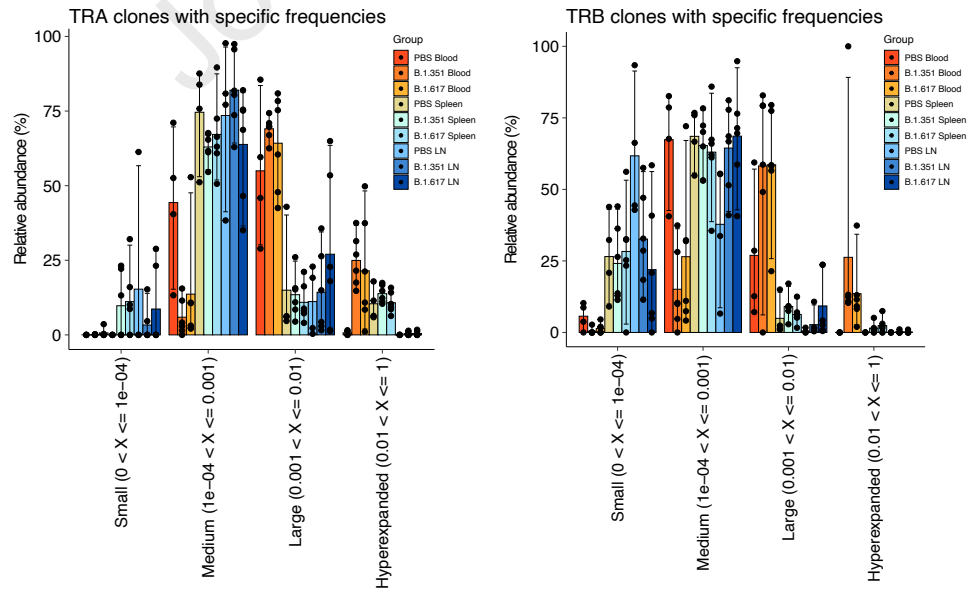 TRA clones with specific frequencies
Relative abundance (%)
100
75
50
25
0
Group
PBS Blood
B.1.351 Blood
B.1.617 Blood
PBS Spleen
B.1.351 Spleen
B.1.617 Spleen
PBS LN
B.1.351 LN
B.1.617 LN
Small (0 < X <= 1e-04)
Medium (1e-04 < X <= 0.001)
Large (0.001 < X <= 0.01)
Hyperexpanded (0.01 < X <= 1)
TRB clones with specific frequencies
Relative abundance (%)
100
75
50
25
0
Group
PBS Blood
B.1.351 Blood
B.1.617 Blood
PBS Spleen
B.1.351 Spleen
B.1.617 Spleen
PBS LN
B.1.351 LN
B.1.617 LN
Small (0 < X <= 1e-04)
Medium (1e-04 < X <= 0.001)
Large (0.001 < X <= 0.01)
Hyperexpanded (0.01 < X <= 1)